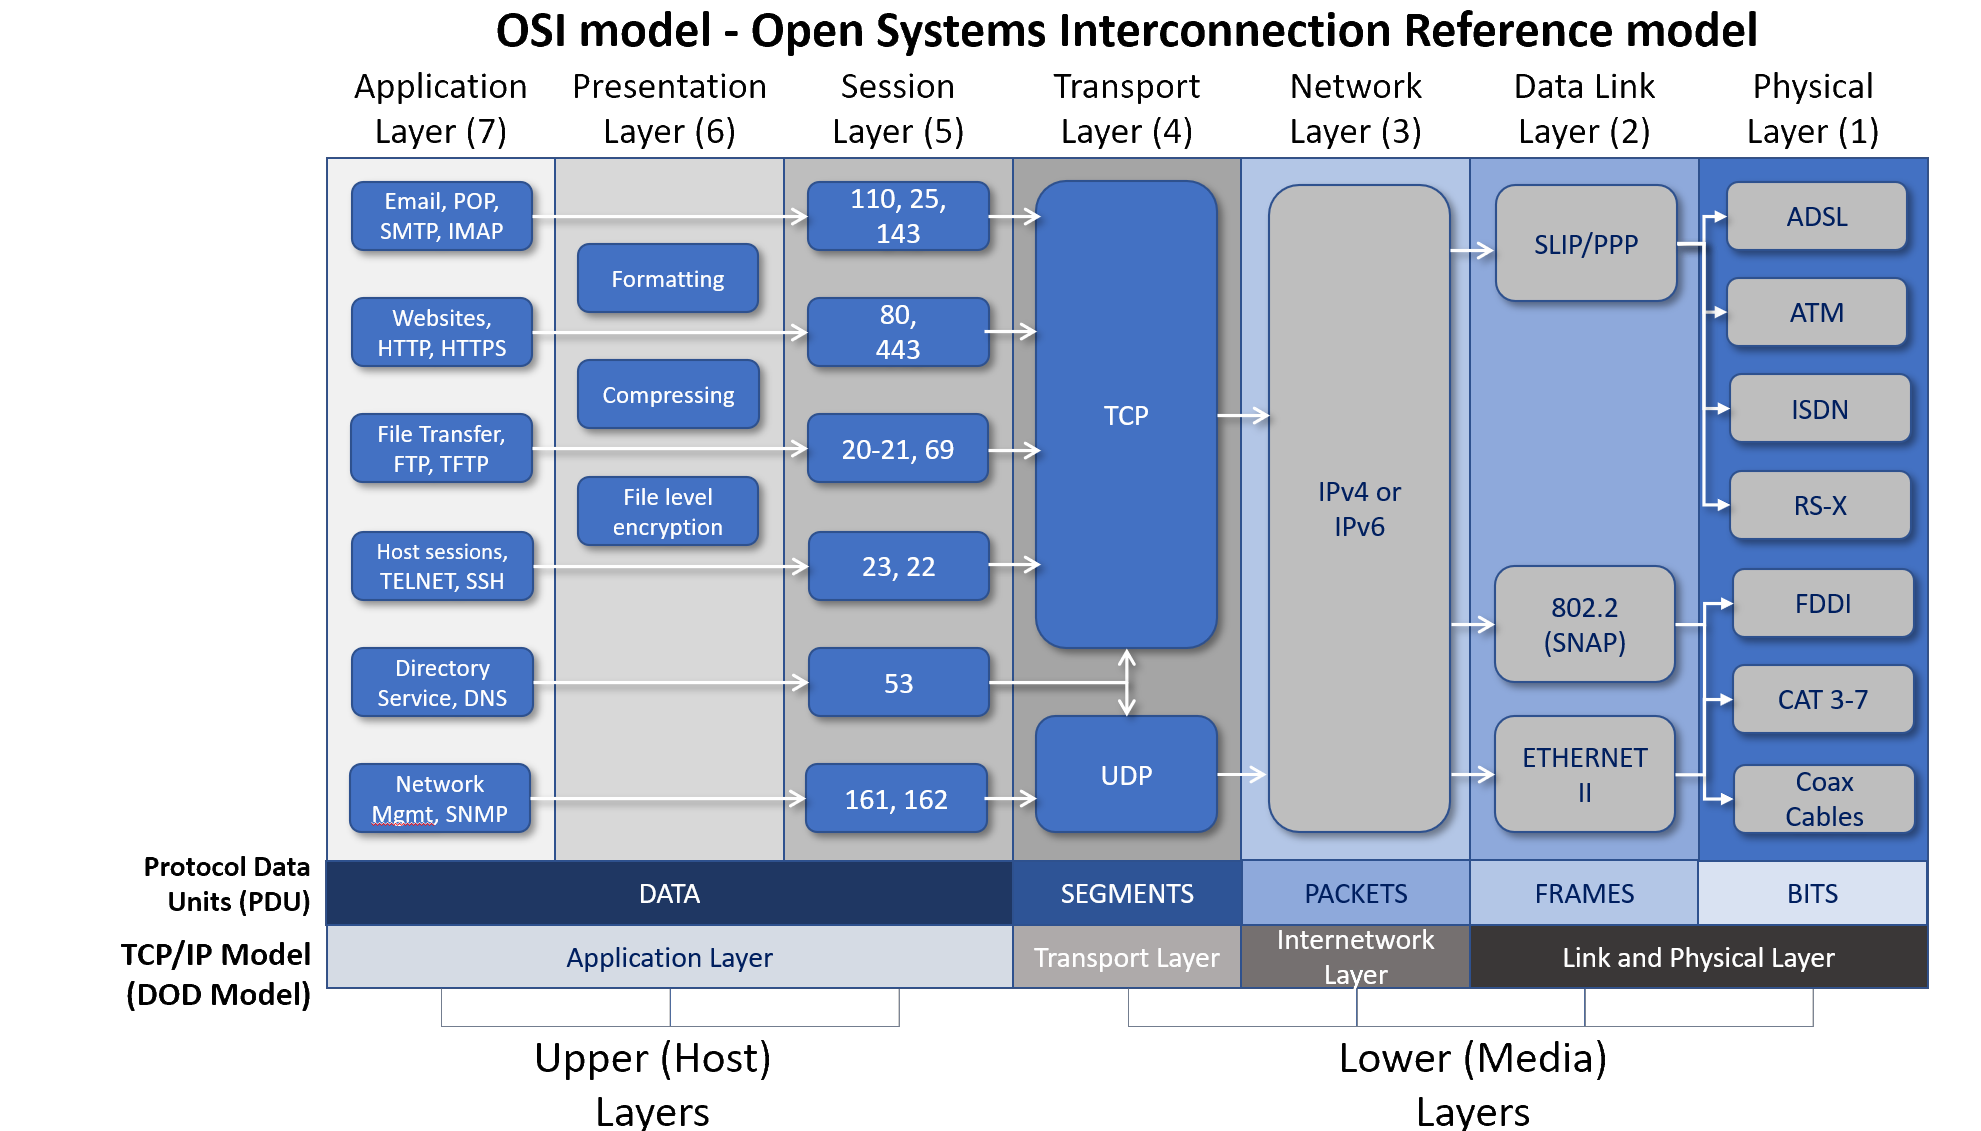 OSI model - Open Systems Interconnection Reference model
Application
Layer (7)
Presentation
Layer (6)
Session
Layer (5)
Transport
Layer (4)
Network
Layer (3)
Data Link
Layer (2)
Physical
Layer (1)
Email, POP,
SMTP, IMAP
Websites,
HTTP, HTTPS
File Transfer,
FTP, TFTP
Host sessions,
TELNET, SSH
Directory
Service, DNS
Network
Mgmt, SNMP
Formatting
Compressing
File level
encryption
110, 25,
143
80,
443
20-21, 69
23, 22
53
161, 162
TCP
UDP
IPv4 or
IPv6
SLIP/PPP
802.2
(SNAP)
ETHERNET
II
ADSL
ATM
ISDN
RS-X
FDDI
CAT 3-7
Coax
Cables
Protocol Data
Units (PDU)
DATA
SEGMENTS
PACKETS
FRAMES
BITS
TCP/IP Model
(DOD Model)
Application Layer
Transport Layer
Internetwork
Layer
Link and Physical Layer
Upper (Host)
Layers
Lower (Media)
Layers